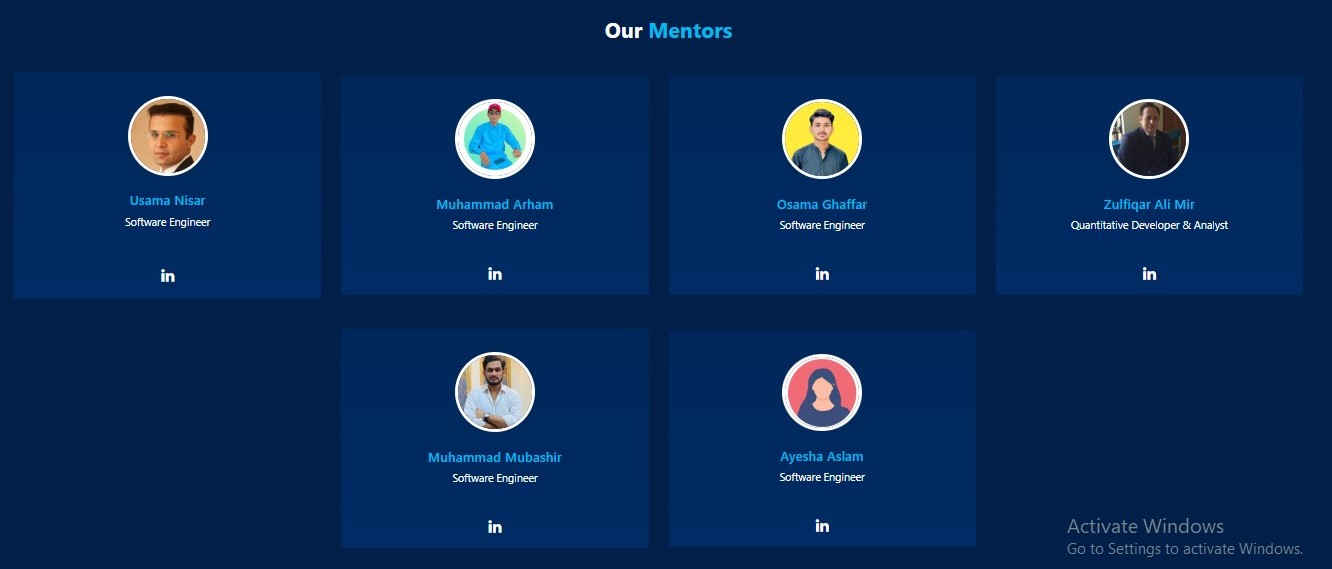 Our Mentors
Usama Nisar
Software Engineer
in
Muhammad Arham
Software Engineer
in
Osama Ghaffar
Software Engineer
in
Zulfiqar Ali Mir
Quantitative Developer & Analyst
in
Muhammad Mubashir
Software Engineer
in
Ayesha Aslam
Software Engineer
in
Activate Windows
Go to Settings to activate Windows.